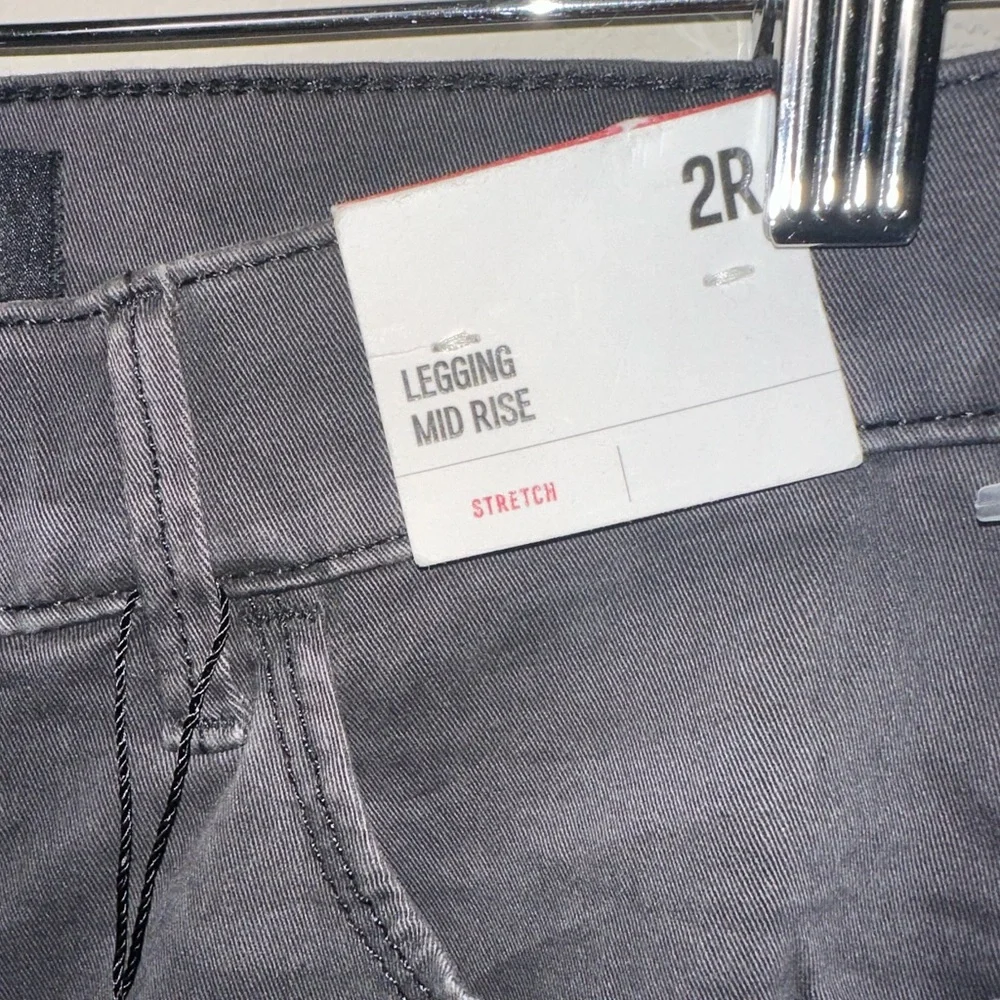 2R
LEGGING
MID RISE
STRETCH